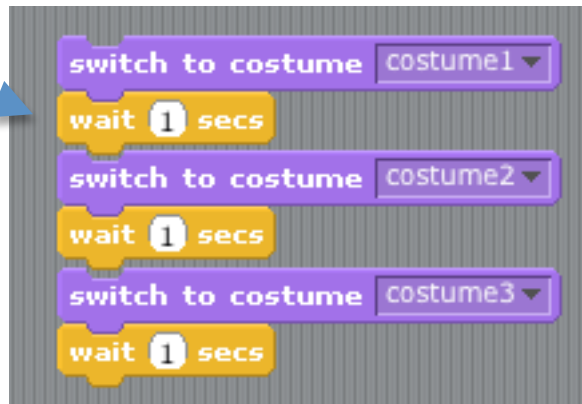 switch to costume costume1
wait 1 secs
switch to costume costume2
wait 1 secs
switch to costume costume3
wait 1 secs